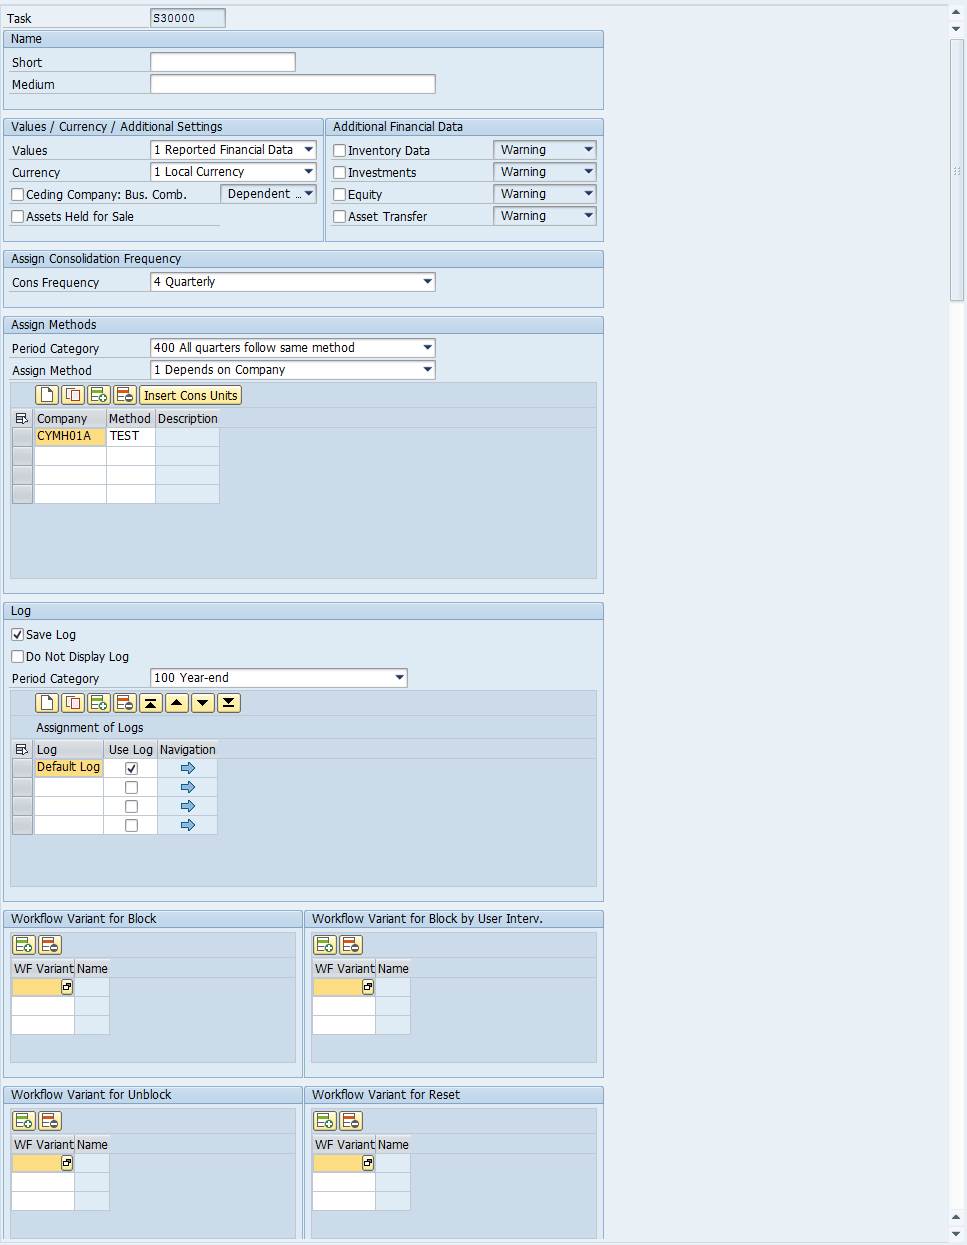 Task S30000
Name
Short
Medium
Values / Currency / Additional Settings
Values 1 Reported Financial Data
Currency 1 Local Currency
Ceding Company: Bus. Comb. Dependent ...
Assets Held for Sale
Additional Financial Data
Inventory Data Warning
Investments Warning
Equity Warning
Asset Transfer Warning
Assign Consolidation Frequency
Cons Frequency 4 Quarterly
Assign Methods
Period Category 400 All quarters follow same method
Assign Method 1 Depends on Company
Insert Cons Units
Company Method Description
CYMH01A TEST
Log
Save Log
Do Not Display Log
Period Category 100 Year-end
Assignment of Logs
Log Use Log Navigation
Default Log
Workflow Variant for Block
WF Variant Name
Workflow Variant for Block by User Interv.
WF Variant Name
Workflow Variant for Unblock
WF Variant Name
Workflow Variant for Reset
WF Variant Name